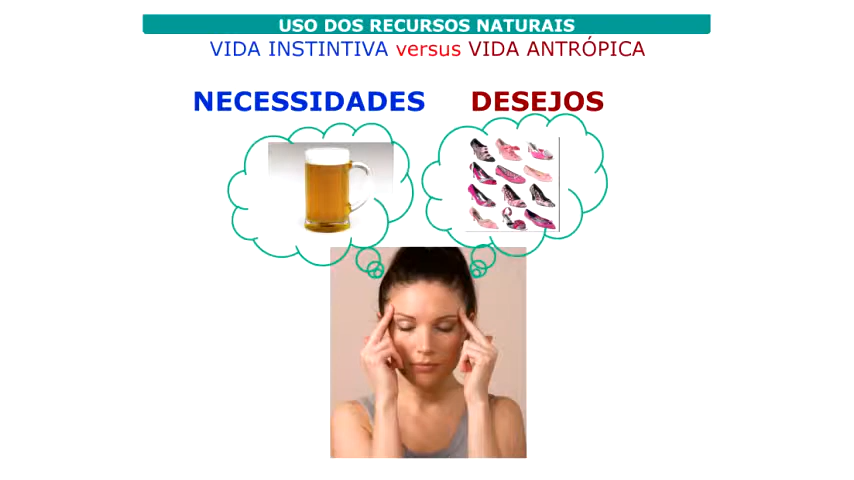 USO DOS RECURSOS NATURAIS
VIDA INSTINTIVA versus VIDA ANTRÓPICA
NECESSIDADES DESEJOS